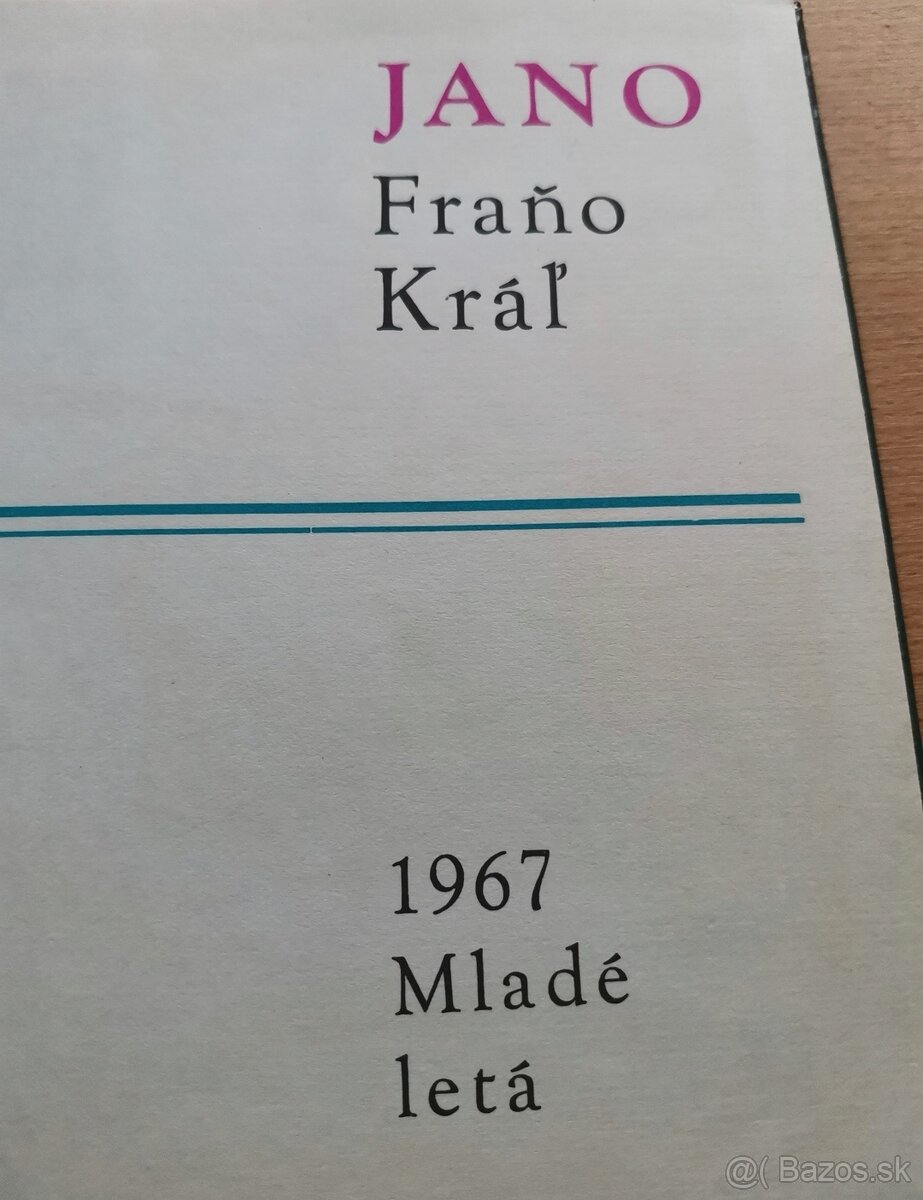 JANO
Fraňo
Kráľ
1967
Mladé
letá
@( Bazos.sk